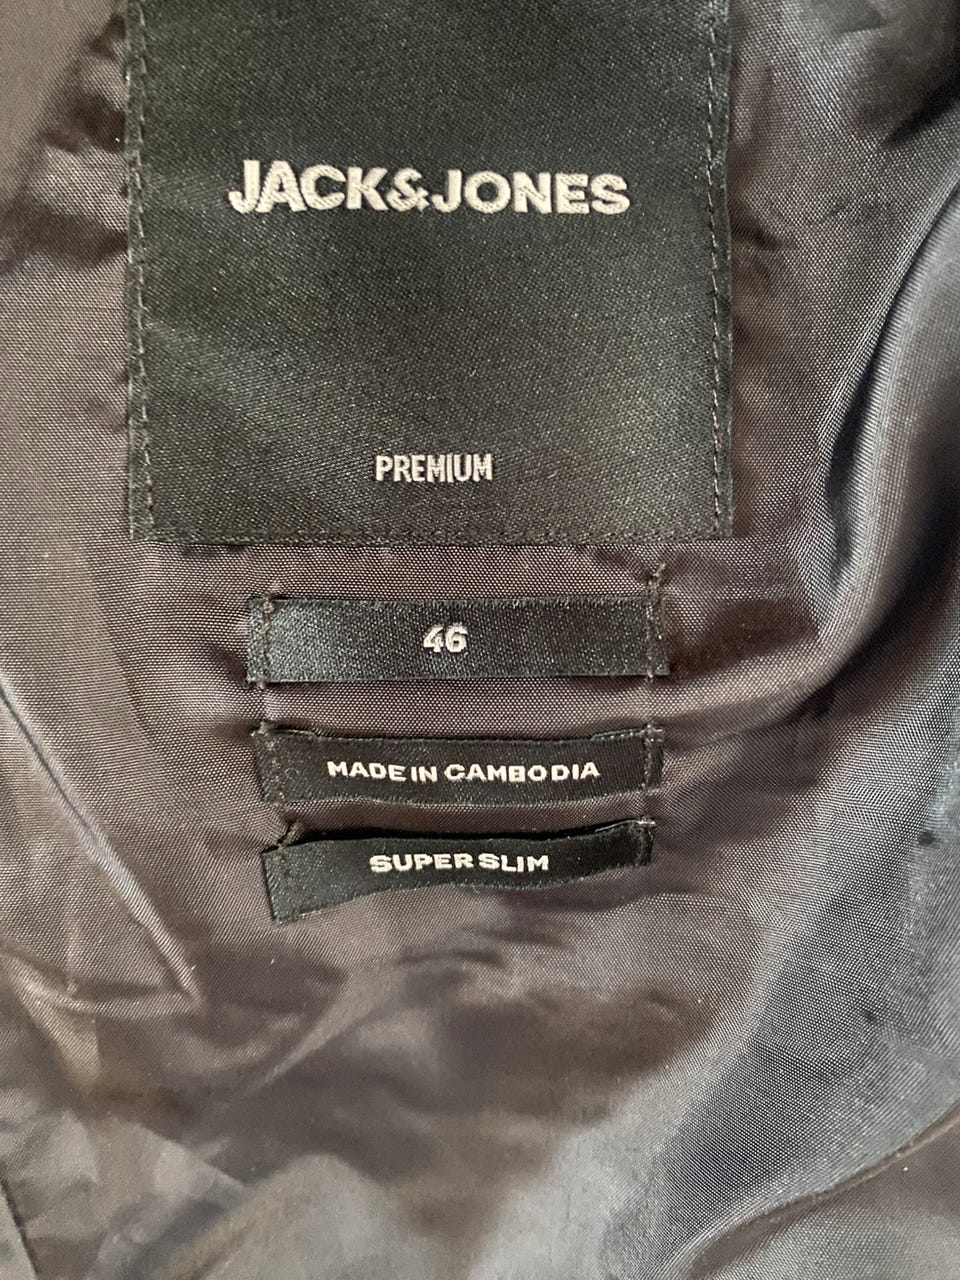 JACK&JONES
PREMIUM
46
MADE IN CAMBODIA
SUPER SLIM